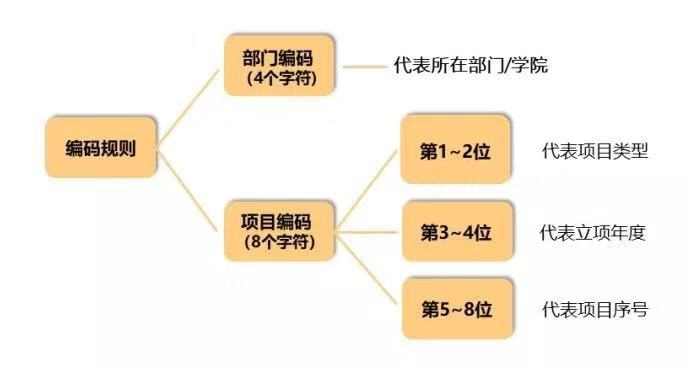 部门编码
（4个字符）
代表所在部门/学院
编码规则
第1~2位
代表项目类型
项目编码
（8个字符）
第3~4位
代表立项年度
第5~8位
代表项目序号